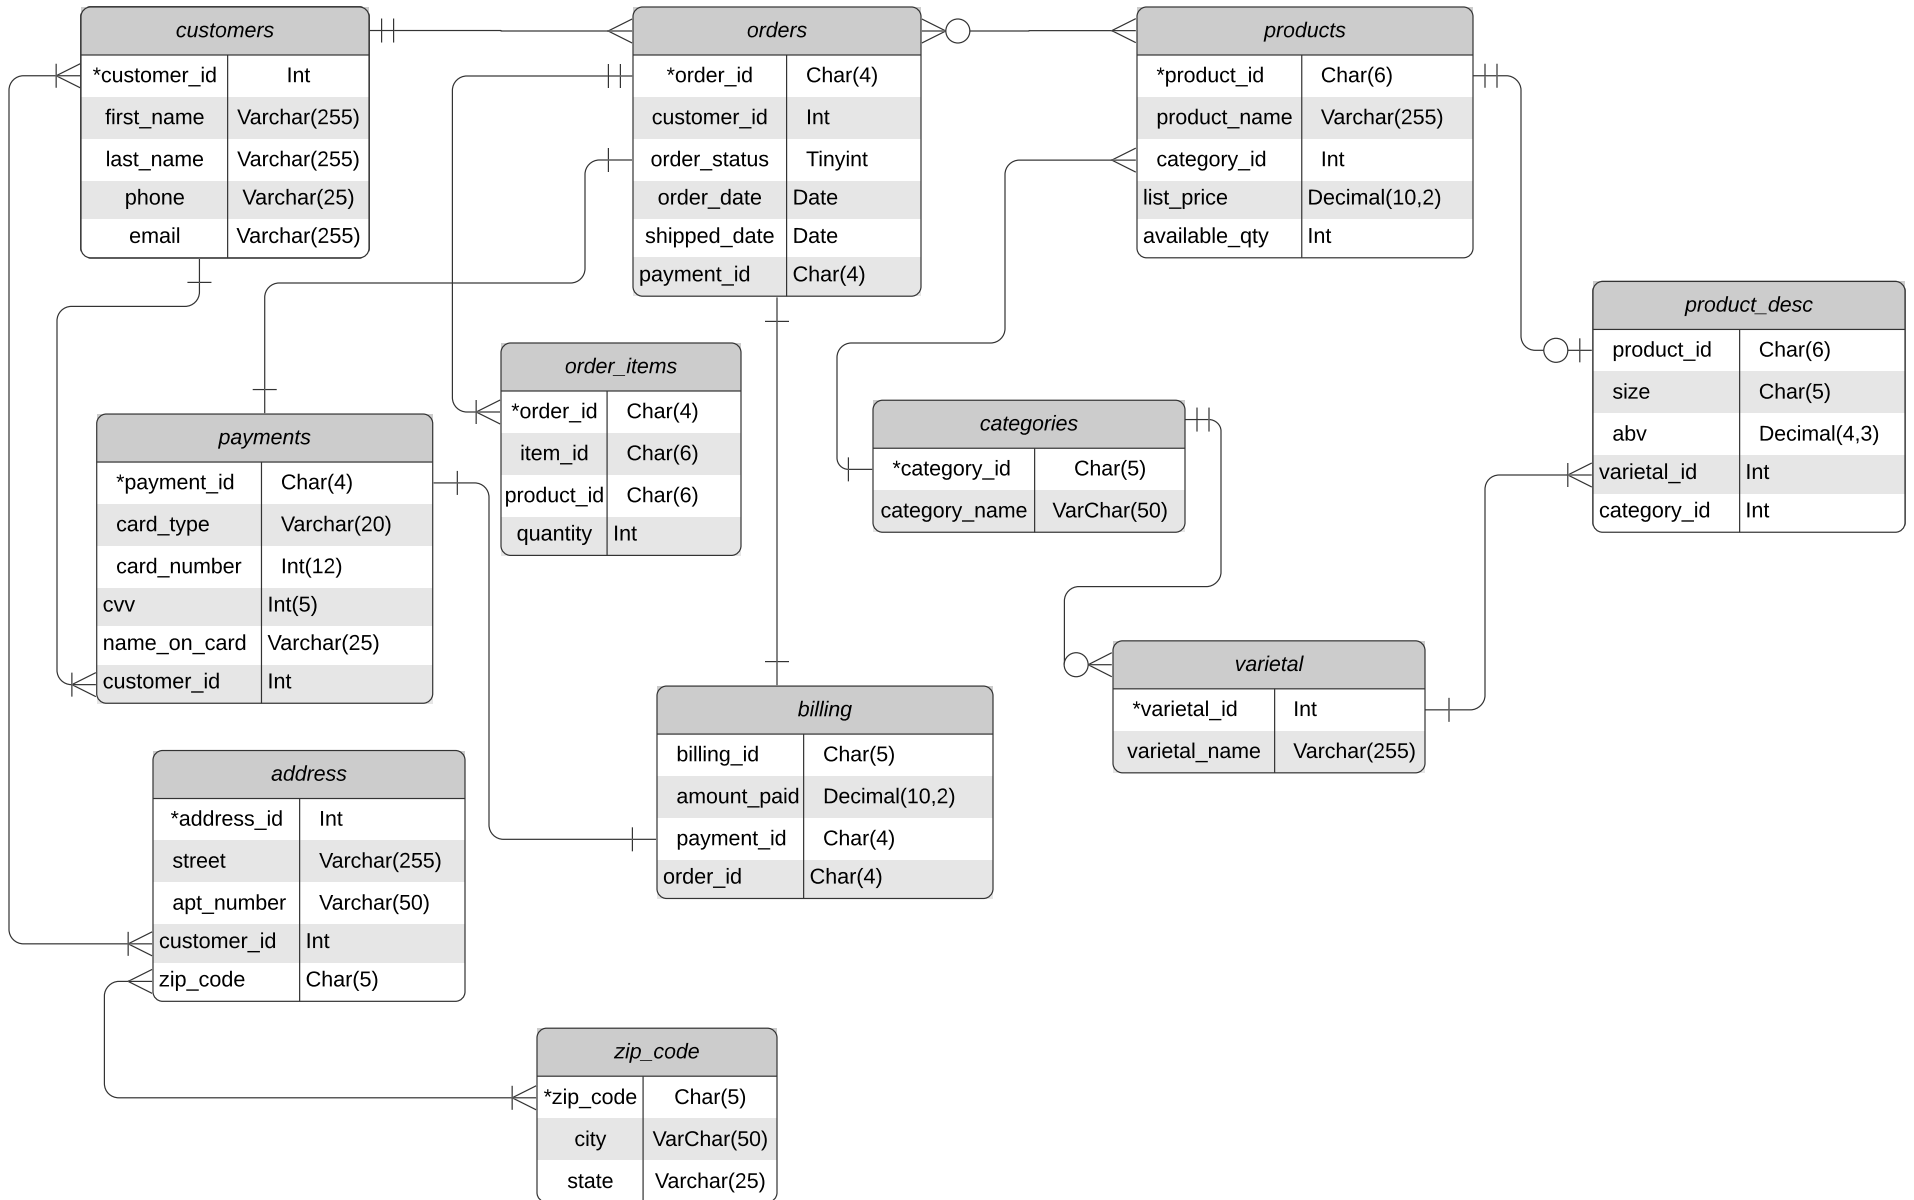 customers
*customer_id Int
first_name Varchar(255)
last_name Varchar(255)
phone Varchar(25)
email Varchar(255)
orders
*order_id Char(4)
customer_id Int
order_status Tinyint
order_date Date
shipped_date Date
payment_id Char(4)
products
*product_id Char(6)
product_name Varchar(255)
category_id Int
list_price Decimal(10,2)
available_qty Int
product_desc
product_id Char(6)
size Char(5)
abv Decimal(4,3)
varietal_id Int
category_id Int
order_items
*order_id Char(4)
item_id Char(6)
product_id Char(6)
quantity Int
categories
*category_id Char(5)
category_name VarChar(50)
payments
*payment_id Char(4)
card_type Varchar(20)
card_number Int(12)
cvv Int(5)
name_on_card Varchar(25)
customer_id Int
varietal
*varietal_id Int
varietal_name Varchar(255)
billing
billing_id Char(5)
amount_paid Decimal(10,2)
payment_id Char(4)
order_id Char(4)
address
*address_id Int
street Varchar(255)
apt_number Varchar(50)
customer_id Int
zip_code Char(5)
zip_code
*zip_code Char(5)
city VarChar(50)
state Varchar(25)